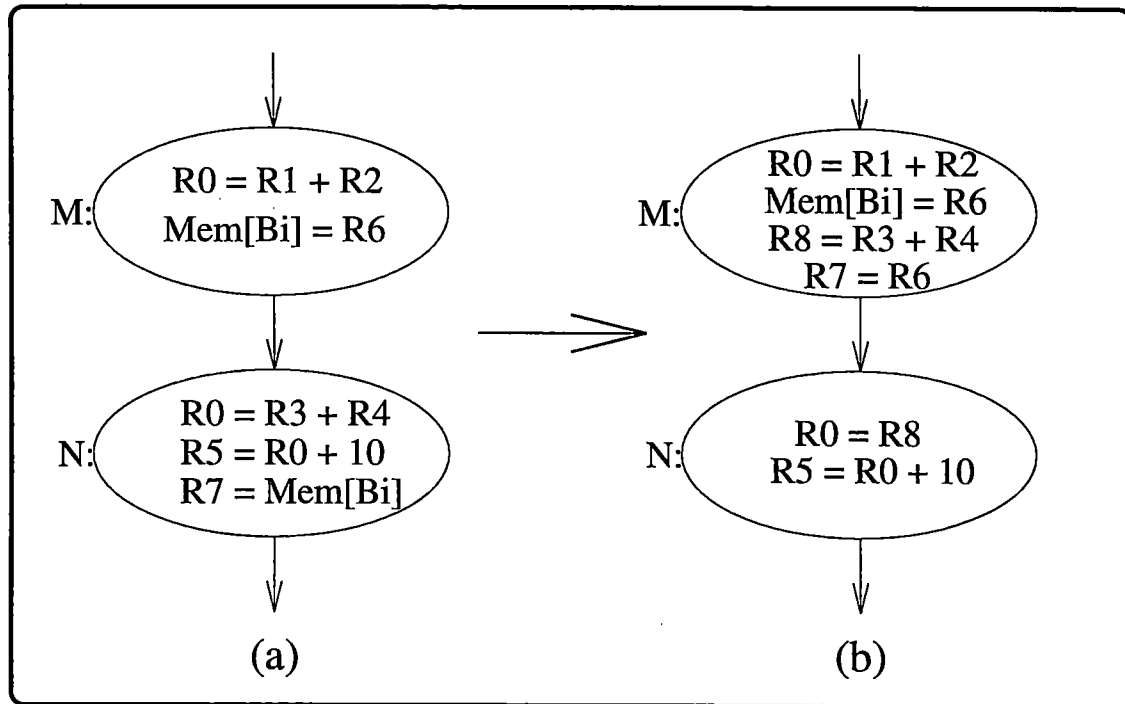 R0 = R1 + R2
M:
Mem[Bi] = R6
R0 = R3 + R4
N:
R5 = R0 + 10
R7 = Mem[Bi]
(a)
R0 = R1 + R2
M:
Mem[Bi] = R6
R8 = R3 + R4
R7 = R6
N:
R0 = R8
R5 = R0 + 10
(b)